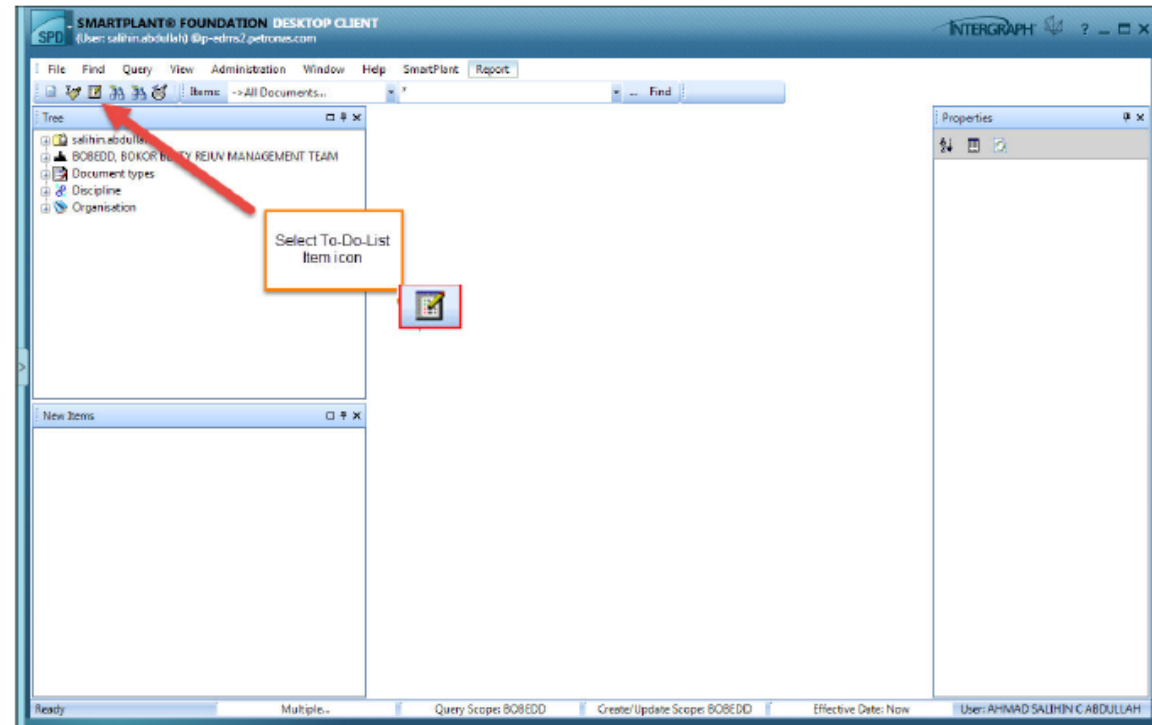 SMARTPLANT® FOUNDATION DESKTOP CLIENT
SPD (User: salihin.abdullah) @p-edms2.petronas.com
INTERGRAPH
File Find Query View Administration Window Help SmartPlant Report
Items: ->All Documents... * ... Find
Tree
Properties
salihin.abdullah
BOBEDD, BOKOR BETTY REJUV MANAGEMENT TEAM
Document types
Discipline
Organisation
Select To-Do-List
Item icon
New Items
Ready Multiple... Query Scope: BOBEDD Create/Update Scope: BOBEDD Effective Date: Now User: AHMAD SALIHIN C ABDULLAH